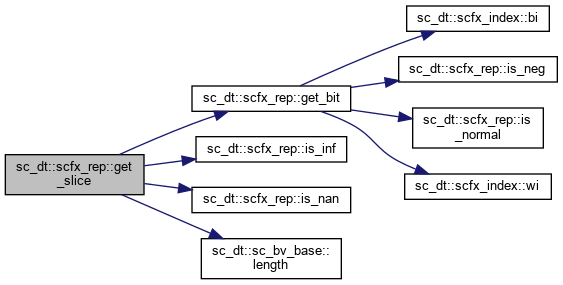 sc_dt::scfx_rep::get
_slice
sc_dt::scfx_rep::get_bit
sc_dt::scfx_index::bi
sc_dt::scfx_rep::is_neg
sc_dt::scfx_rep::is
_normal
sc_dt::scfx_index::wi
sc_dt::scfx_rep::is_inf
sc_dt::scfx_rep::is_nan
sc_dt::sc_bv_base::
length